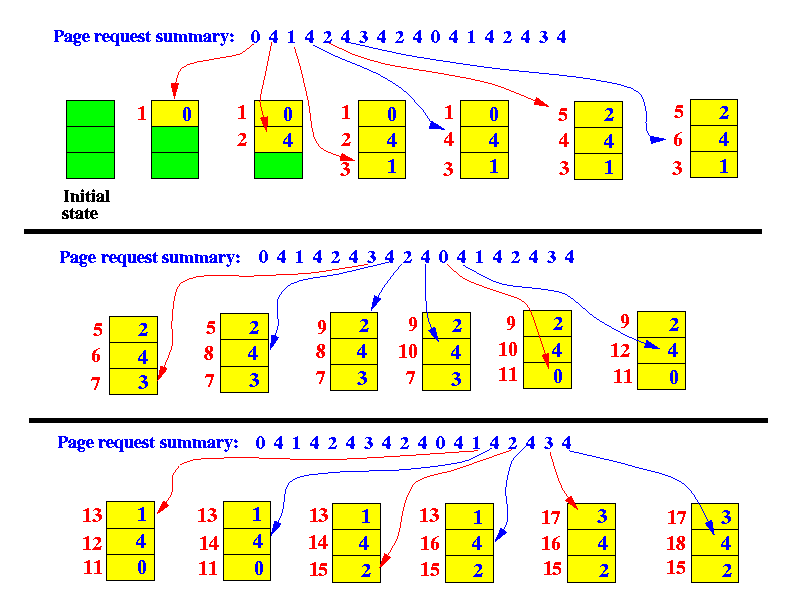 Page request summary: 0 4 1 4 2 4 3 4 2 4 0 4 1 4 2 4 3 4
1 0 1 0 1 0 1 0 5 2 5 2
2 4 2 4 4 4 4 4 6 4
3 1 3 1 3 1 3 1
Initial
state
Page request summary: 0 4 1 4 2 4 3 4 2 4 0 4 1 4 2 4 3 4
5 2 5 2 9 2 9 2 9 2 9 2
6 4 8 4 8 4 10 4 10 4 12 4
7 3 7 3 7 3 7 3 11 0 11 0
Page request summary: 0 4 1 4 2 4 3 4 2 4 0 4 1 4 2 4 3 4
13 1 13 1 13 1 13 1 17 3 17 3
12 4 14 4 14 4 16 4 16 4 18 4
11 0 11 0 15 2 15 2 15 2 15 2